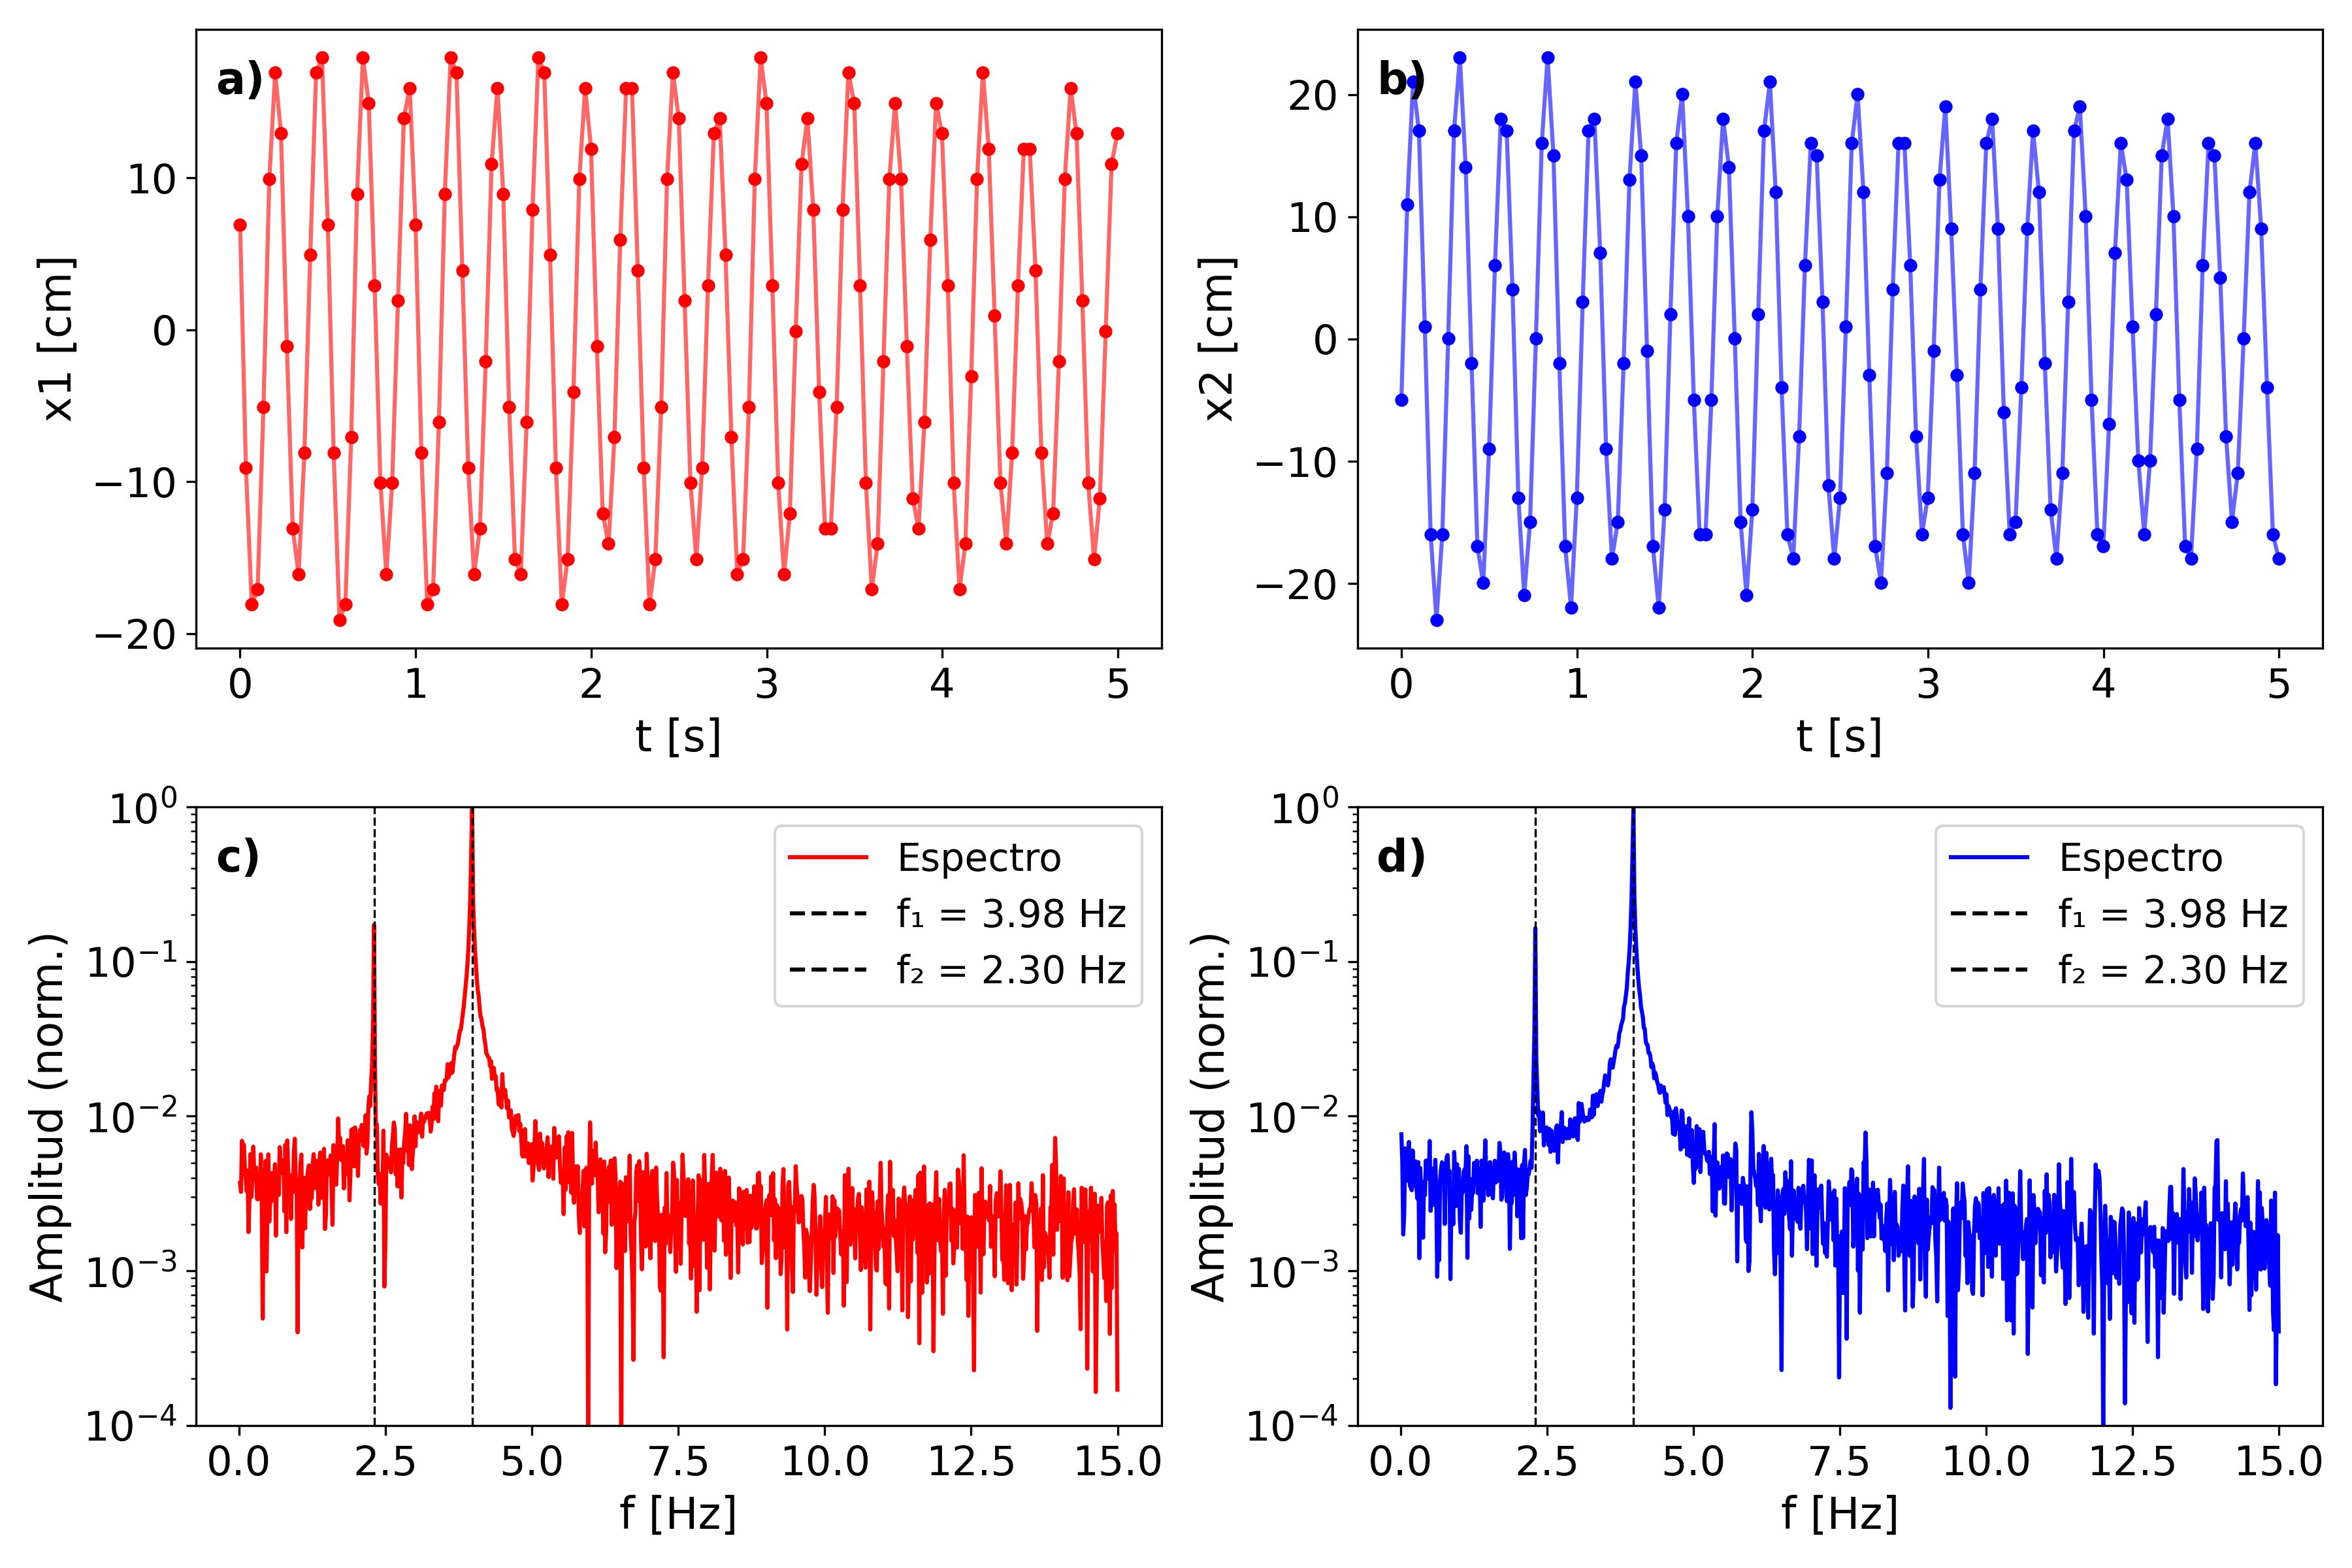 a)
10
0
−10
−20
x1 [cm]
0 1 2 3 4 5
t [s]
b)
20
10
0
−10
−20
x2 [cm]
0 1 2 3 4 5
t [s]
c)
10⁰
10⁻¹
10⁻²
10⁻³
10⁻⁴
Amplitud (norm.)
Espectro
f₁ = 3.98 Hz
f₂ = 2.30 Hz
0.0 2.5 5.0 7.5 10.0 12.5 15.0
f [Hz]
d)
10⁰
10⁻¹
10⁻²
10⁻³
10⁻⁴
Amplitud (norm.)
Espectro
f₁ = 3.98 Hz
f₂ = 2.30 Hz
0.0 2.5 5.0 7.5 10.0 12.5 15.0
f [Hz]